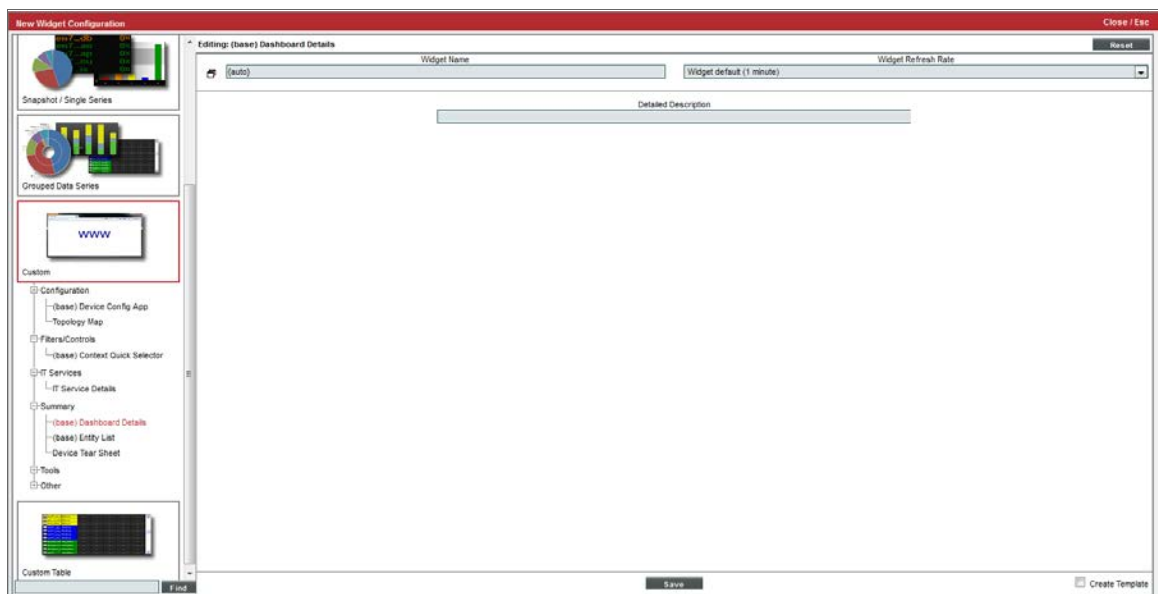 New Widget Configuration
Close / Esc
Editing: (base) Dashboard Details
Reset
Widget Name
Widget Refresh Rate
{auto}
Widget default (1 minute)
Detailed Description
Snapshot / Single Series
Grouped Data Series
www
Custom
Configuration
(base) Device Config App
Topology Map
Filters/Controls
(base) Context Quick Selector
IT Services
IT Service Details
Summary
(base) Dashboard Details
(base) Entity List
Device Tear Sheet
Tools
Other
Custom Table
Find
Save
Create Template